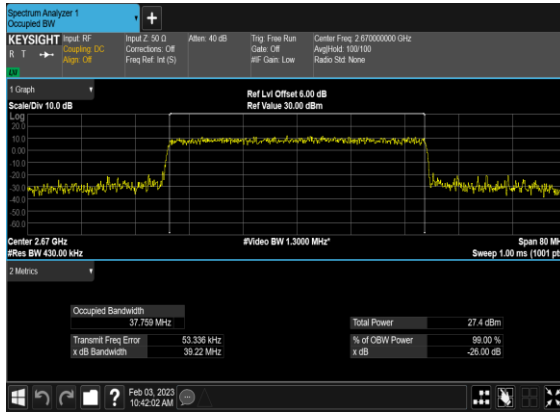 Spectrum Analyzer 1
Occupied BW
+
KEYSIGHT
R T
LXI
Input: RF
Coupling: DC
Align: Off
Input Z: 50 Ω
Corrections: Off
Freq Ref: Int (S)
Atten: 40 dB
Trig: Free Run
Gate: Off
#IF Gain: Low
Center Freq: 2.670000000 GHz
Avg|Hold: 100/100
Radio Std: None
1 Graph
Scale/Div 10.0 dB
Ref Lvl Offset 6.00 dB
Ref Value 30.00 dBm
Log
20.0
10.0
0.00
-10.0
-20.0
-30.0
-40.0
-50.0
-60.0
Center 2.67 GHz
#Res BW 430.00 kHz
#Video BW 1.3000 MHz*
Span 80 MH
Sweep 1.00 ms (1001 pt
2 Metrics
Occupied Bandwidth
37.759 MHz
Transmit Freq Error 53.336 kHz
x dB Bandwidth 39.22 MHz
Total Power 27.4 dBm
% of OBW Power 99.00 %
x dB -26.00 dB
?
Feb 03, 2023
10:42:02 AM